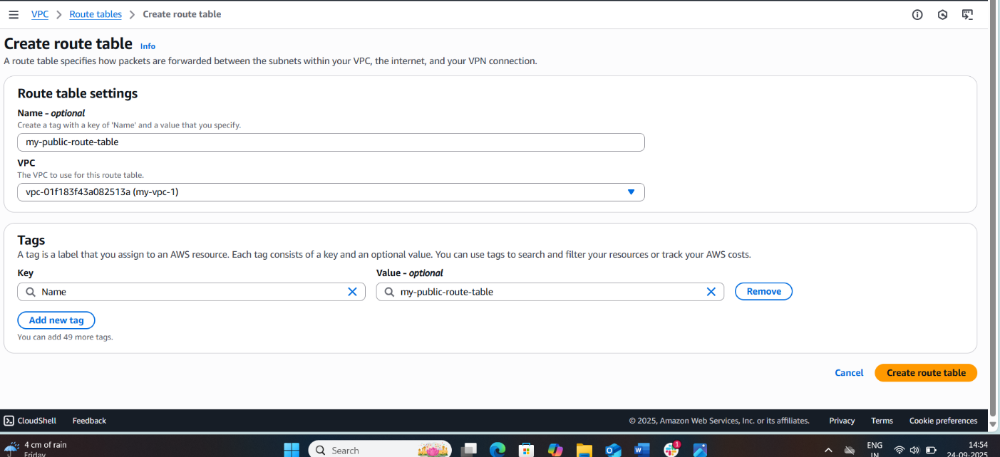 VPC > Route tables > Create route table
Create route table Info
A route table specifies how packets are forwarded between the subnets within your VPC, the internet, and your VPN connection.
Route table settings
Name - optional
Create a tag with a key of 'Name' and a value that you specify.
my-public-route-table
VPC
The VPC to use for this route table.
vpc-01f183f43a082513a (my-vpc-1)
Tags
A tag is a label that you assign to an AWS resource. Each tag consists of a key and an optional value. You can use tags to search and filter your resources or track your AWS costs.
Key Value - optional
Name my-public-route-table Remove
Add new tag
You can add 49 more tags.
Cancel Create route table
CloudShell Feedback © 2025, Amazon Web Services, Inc. or its affiliates. Privacy Terms Cookie preferences
4 cm of rain Search 1 ENG 14:54
Friday IN 24-09-2025